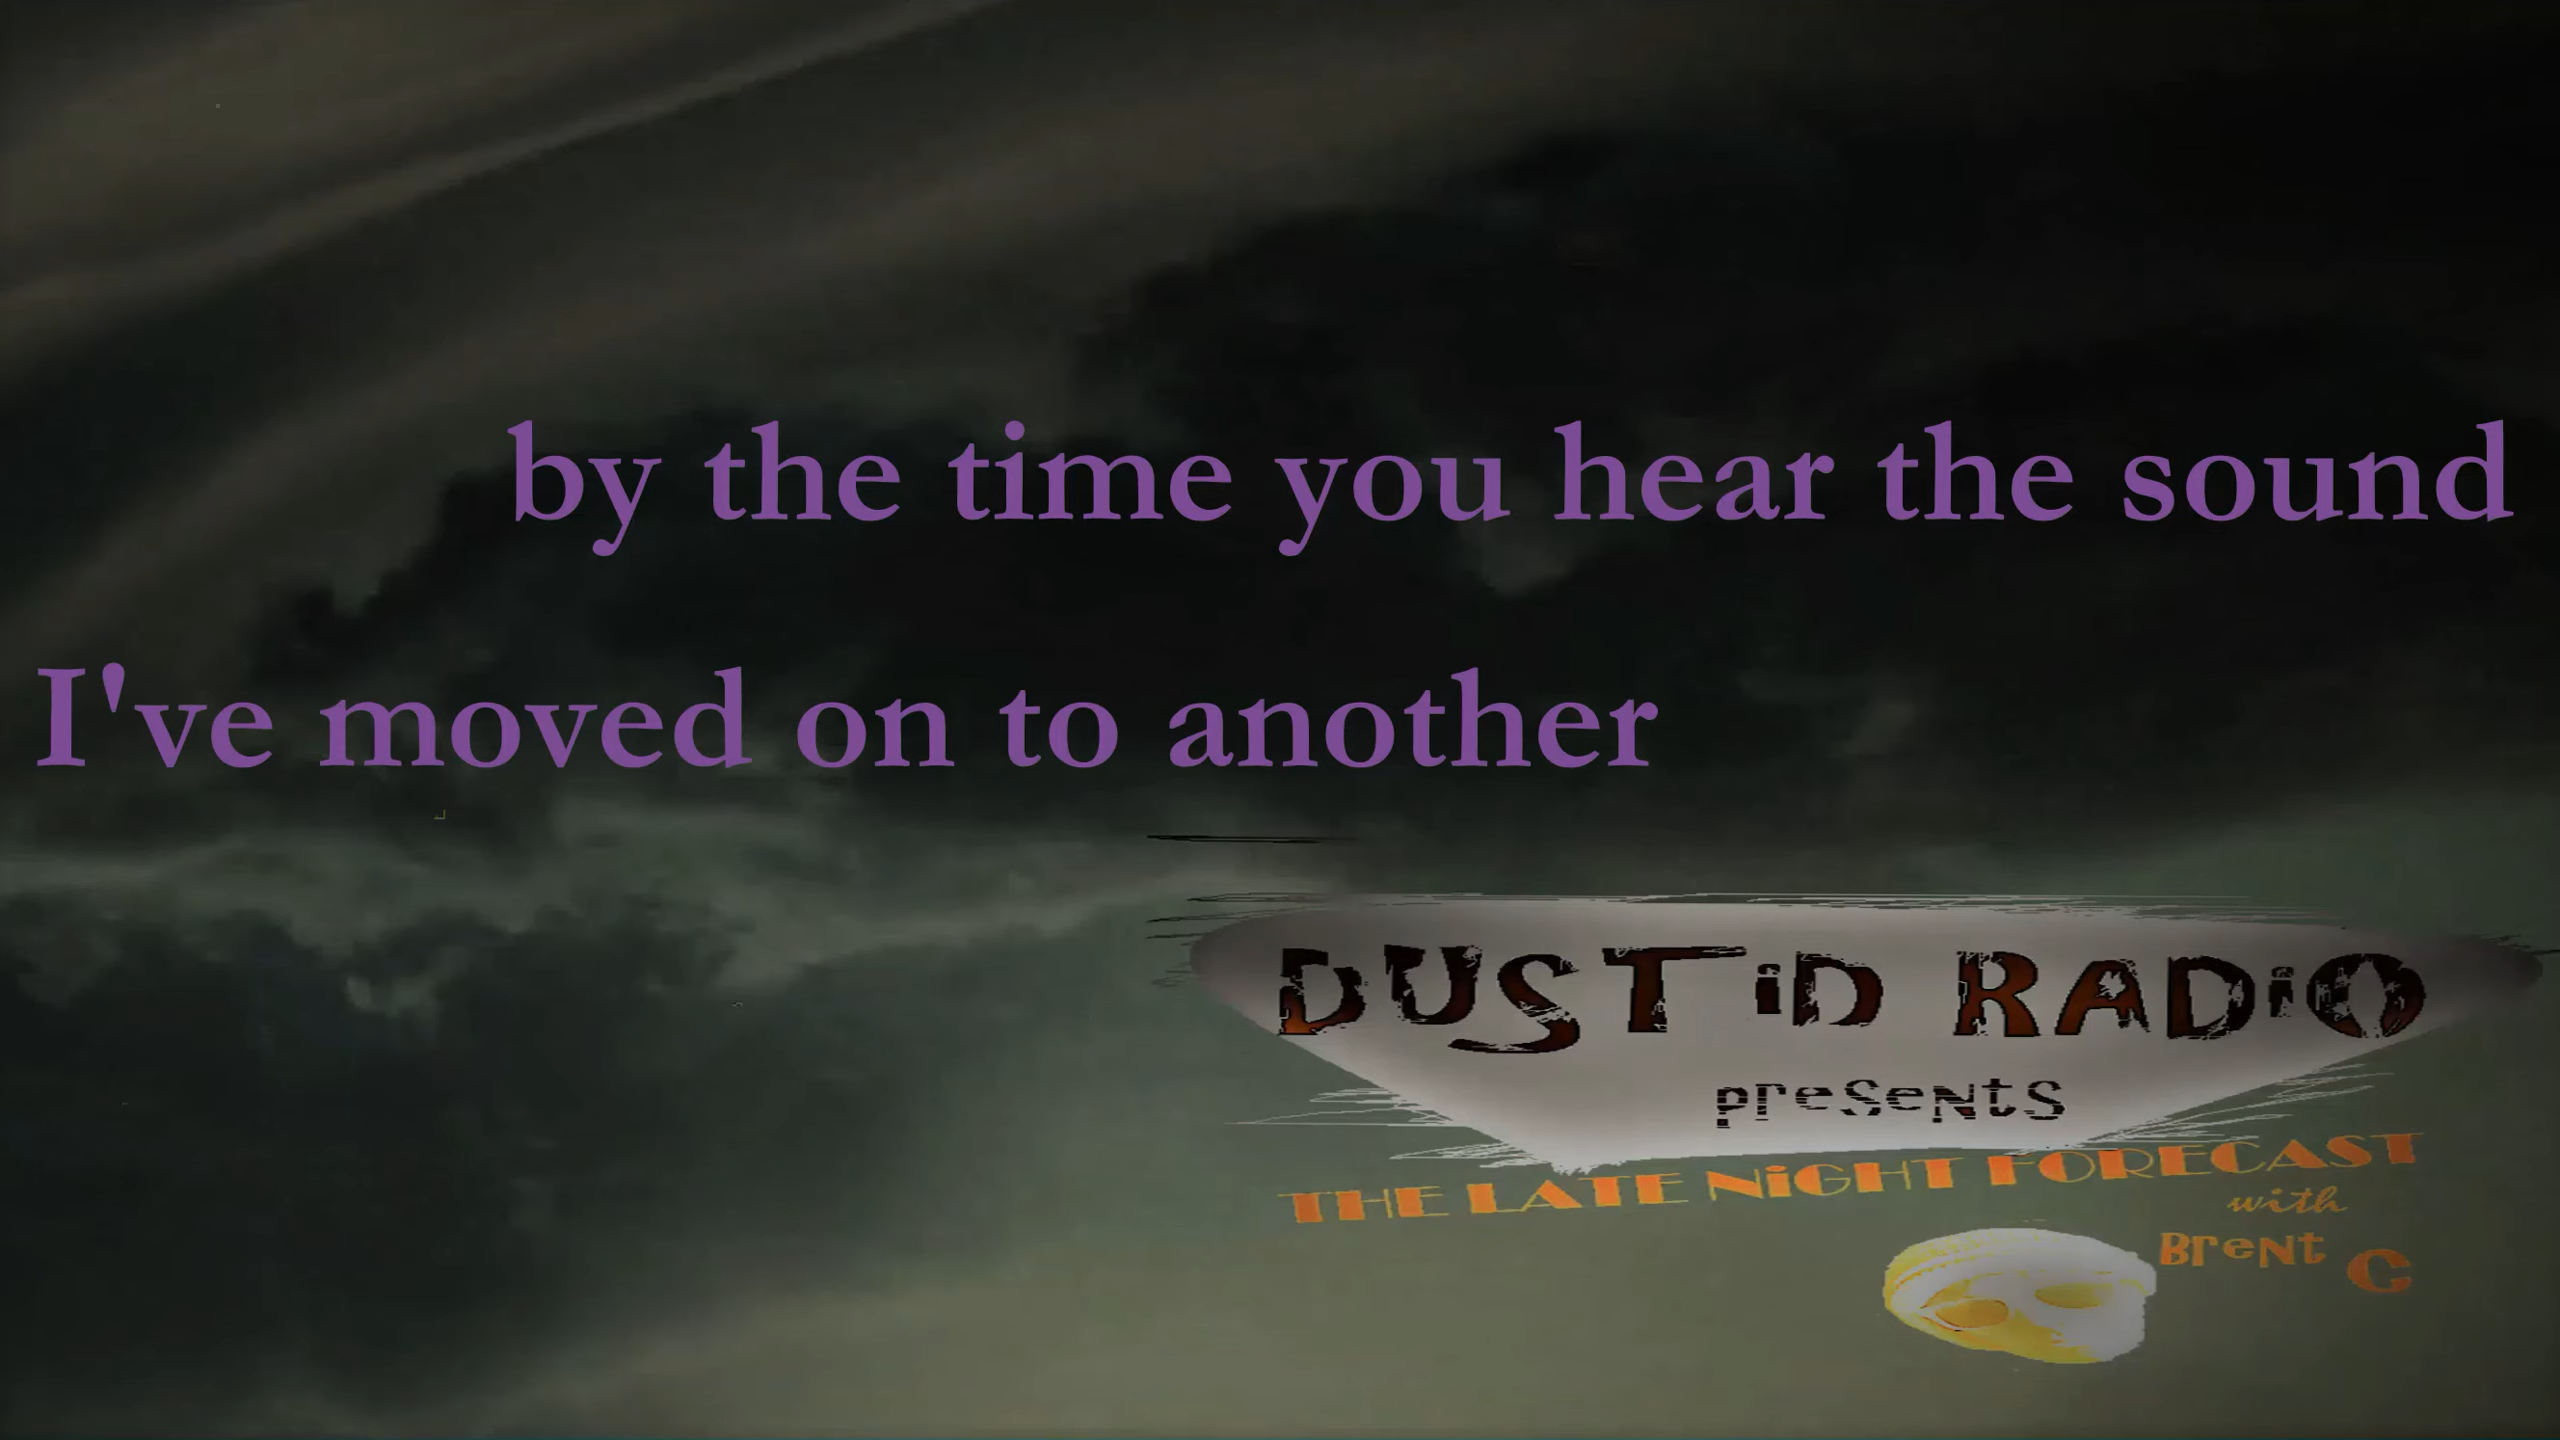 by the time you hear the sound
I've moved on to another
DUST iD RADiO
preseNts
THE LATE NiGHT FORECAST
with
BreNt C